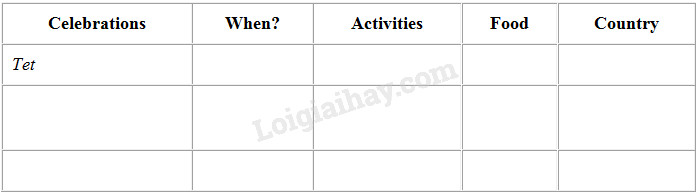 Celebrations When? Activities Food Country
Tet
Loigiaihay.com